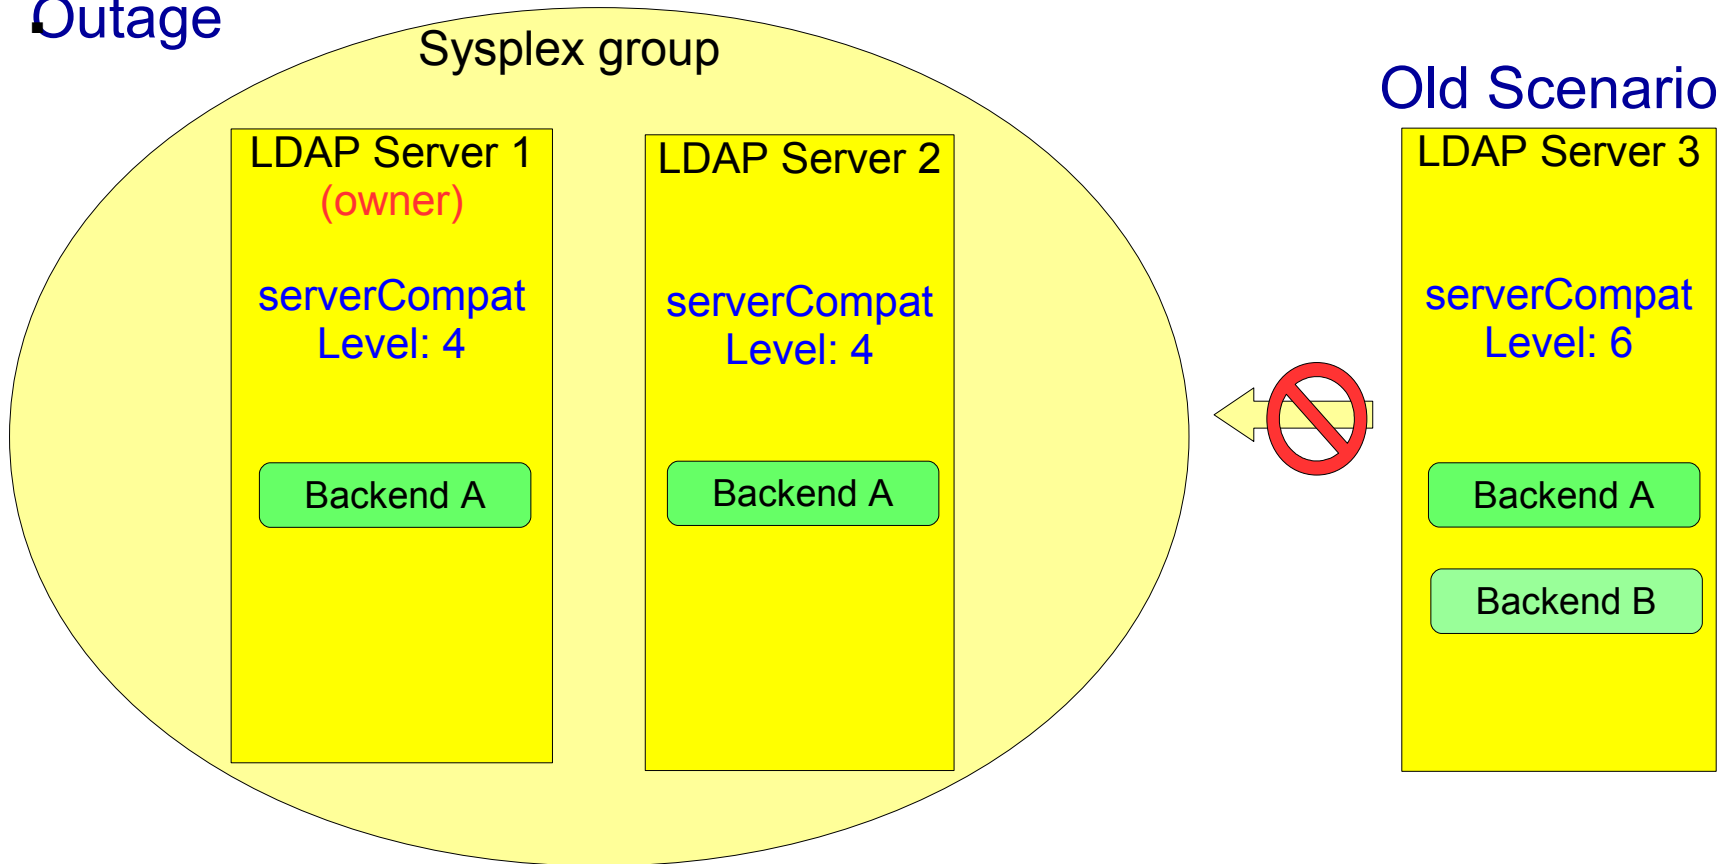 Outage
Sysplex group
Old Scenario
LDAP Server 1
(owner)
serverCompat
Level: 4
Backend A
LDAP Server 2
serverCompat
Level: 4
Backend A
LDAP Server 3
serverCompat
Level: 6
Backend A
Backend B